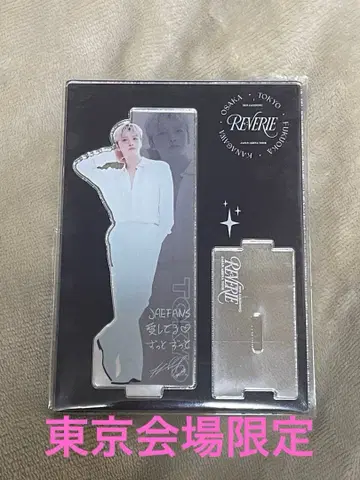 OSAKA • TOKYO • FUKUOKA • KANAGAWA
REVERIE
TOKYO
JAEFANS
愛してる♡
ずっと ずっと
REVERIE
東京会場限定